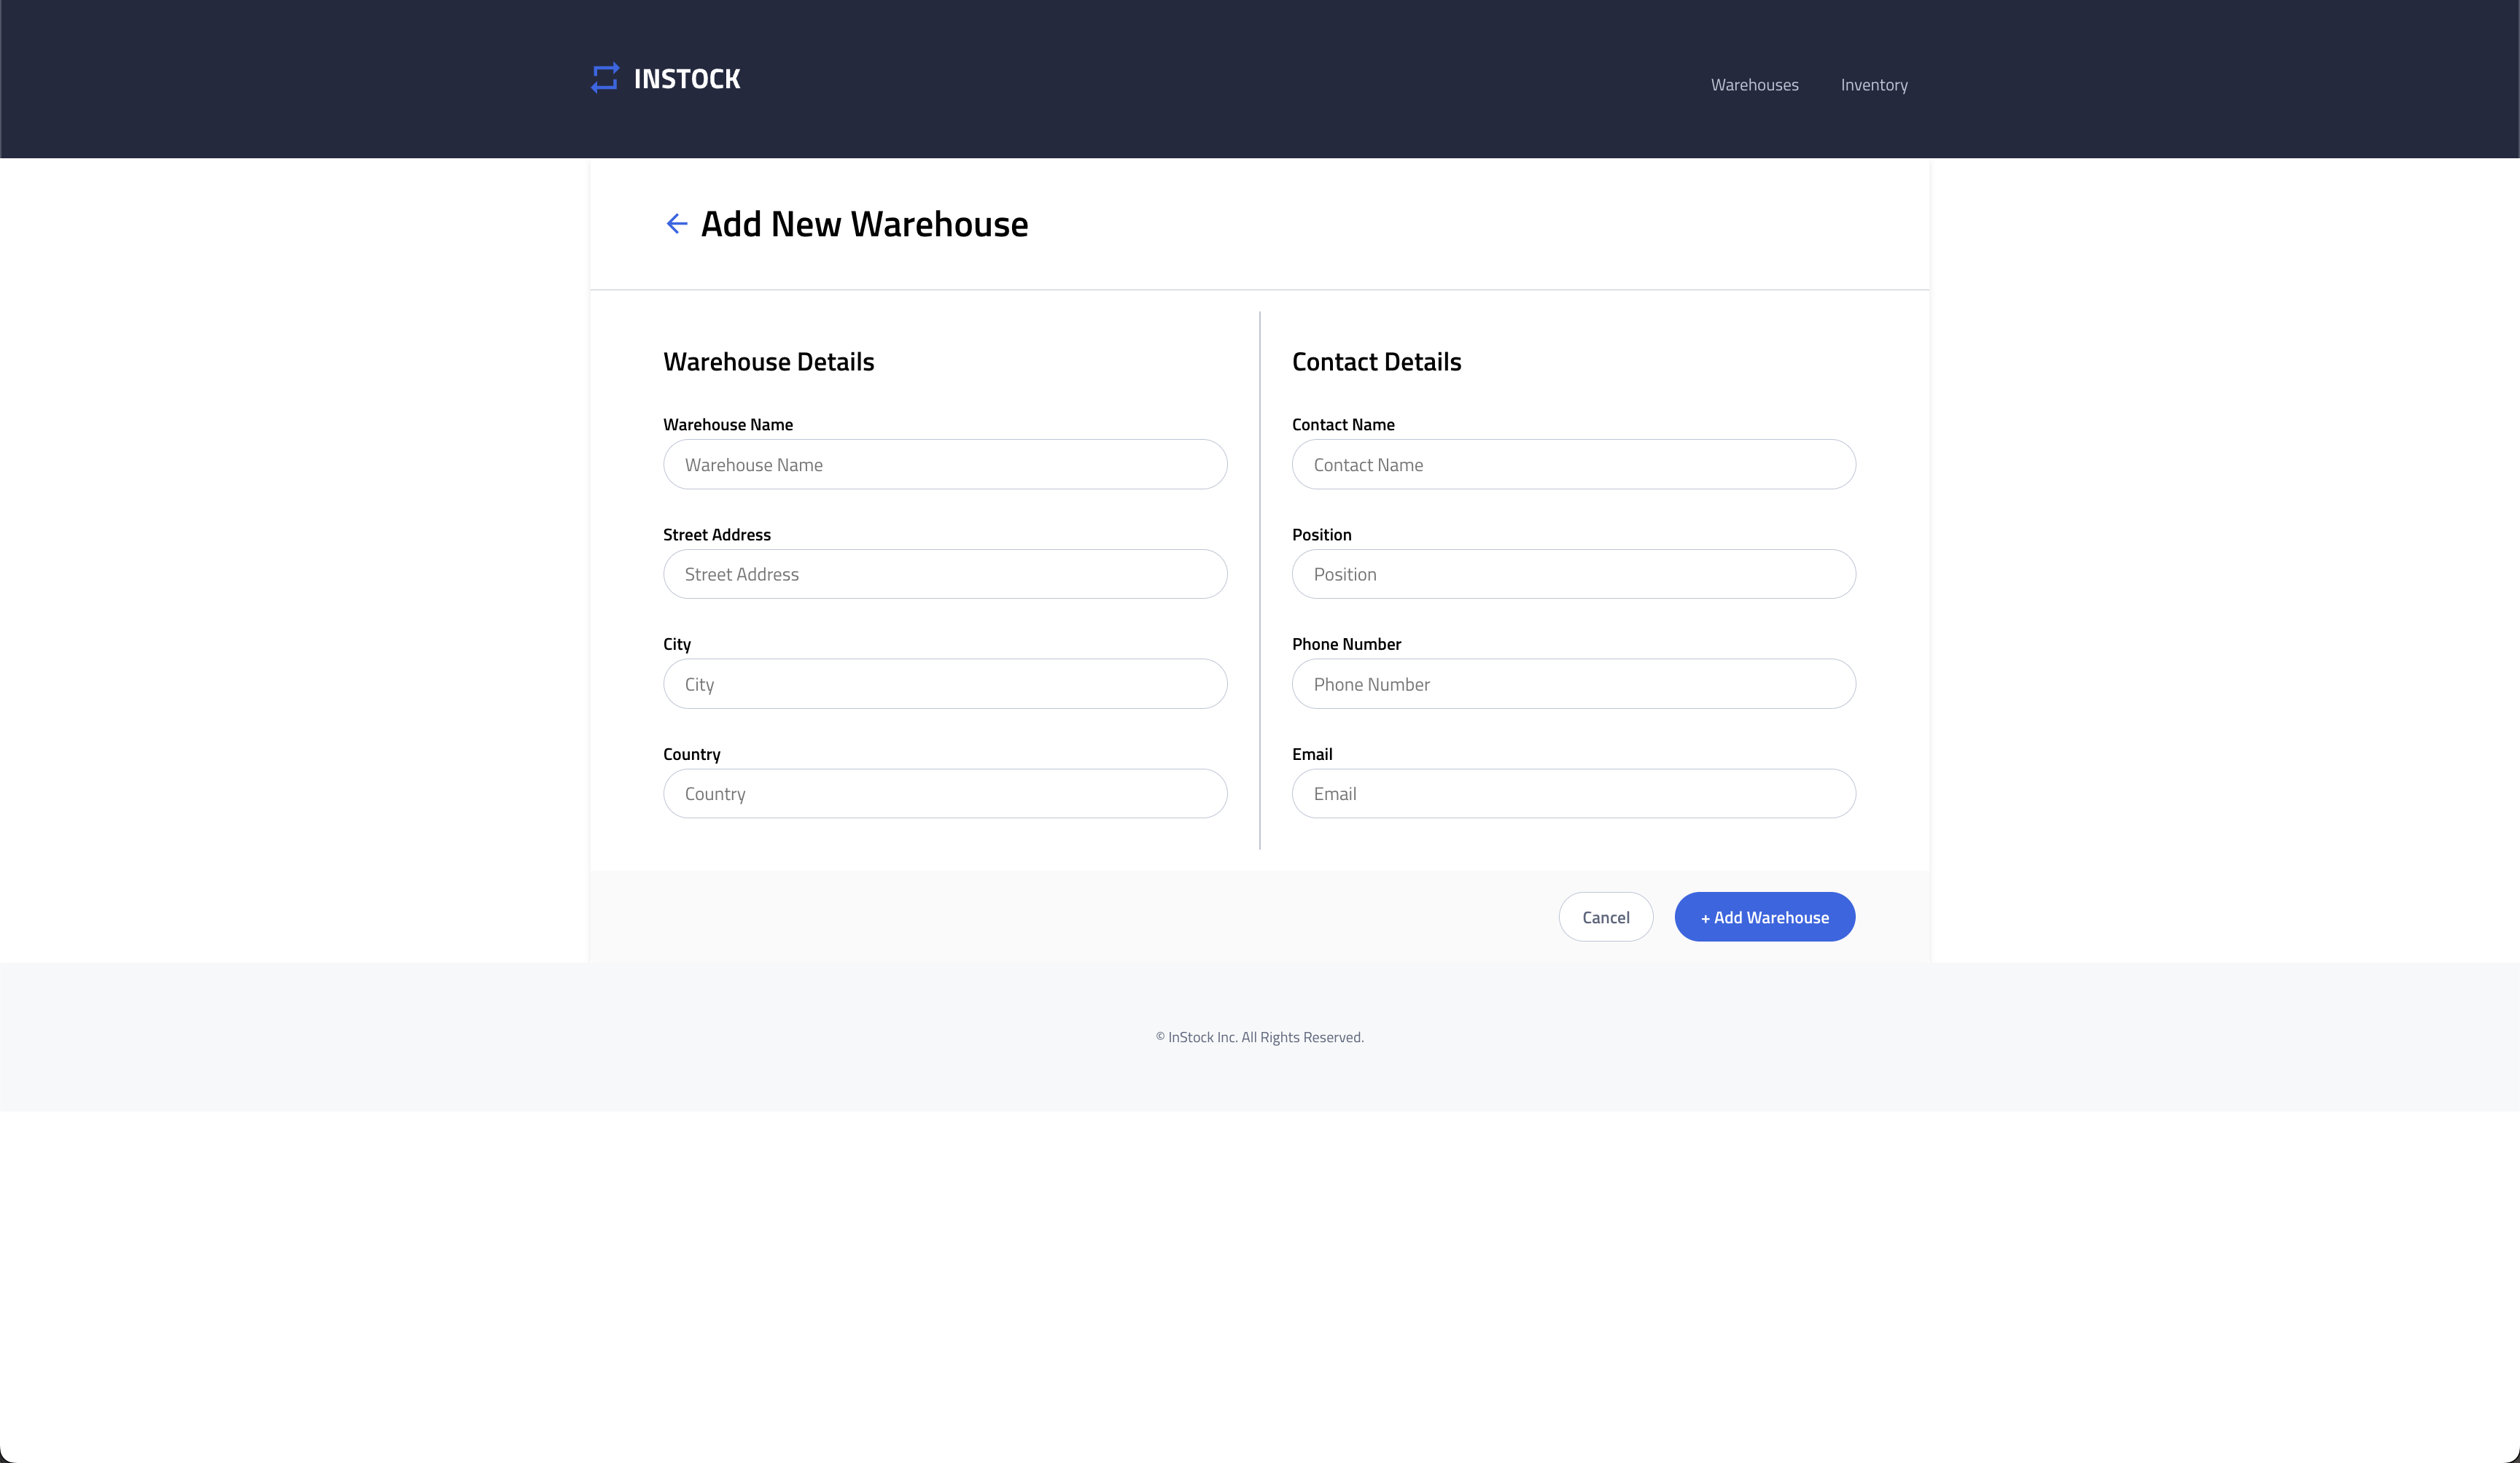 INSTOCK
Warehouses
Inventory
Add New Warehouse
Warehouse Details
Warehouse Name
Warehouse Name
Street Address
Street Address
City
City
Country
Country
Contact Details
Contact Name
Contact Name
Position
Position
Phone Number
Phone Number
Email
Email
Cancel
+ Add Warehouse
© InStock Inc. All Rights Reserved.